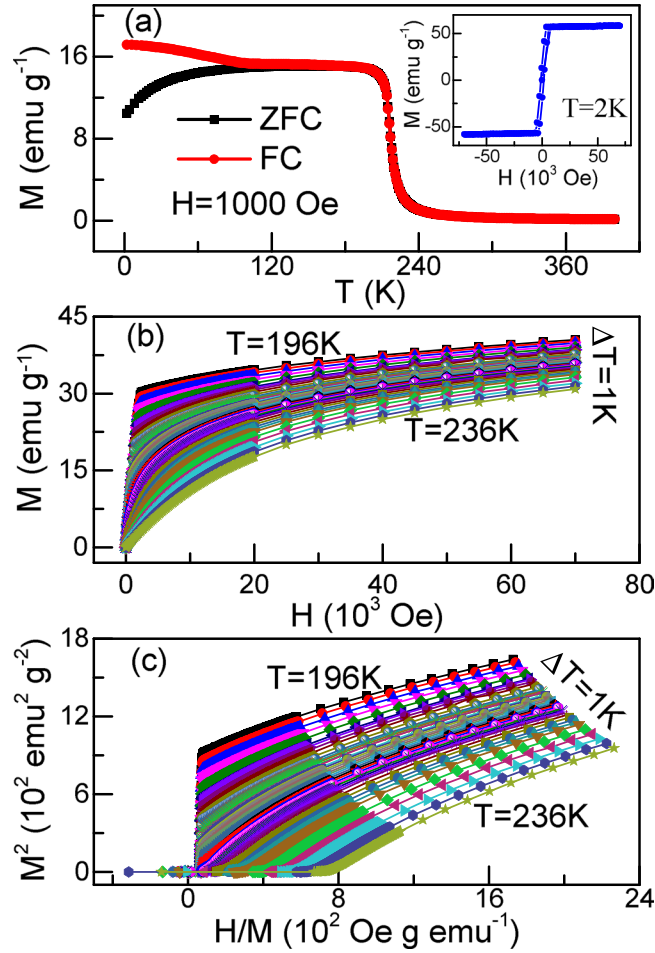 (a)
20
16
12
8
4
0
M (emu g⁻¹)
ZFC
FC
H=1000 Oe
0 120 240 360
T (K)
50
0
-50
M (emu g⁻¹)
T=2K
-50 0 50
H (10³ Oe)
(b)
45
30
15
0
M (emu g⁻¹)
T=196K
ΔT=1K
T=236K
0 20 40 60 80
H (10³ Oe)
(c)
18
12
6
0
M² (10² emu² g⁻²)
T=196K
ΔT=1K
T=236K
0 8 16 24
H/M (10² Oe g emu⁻¹)